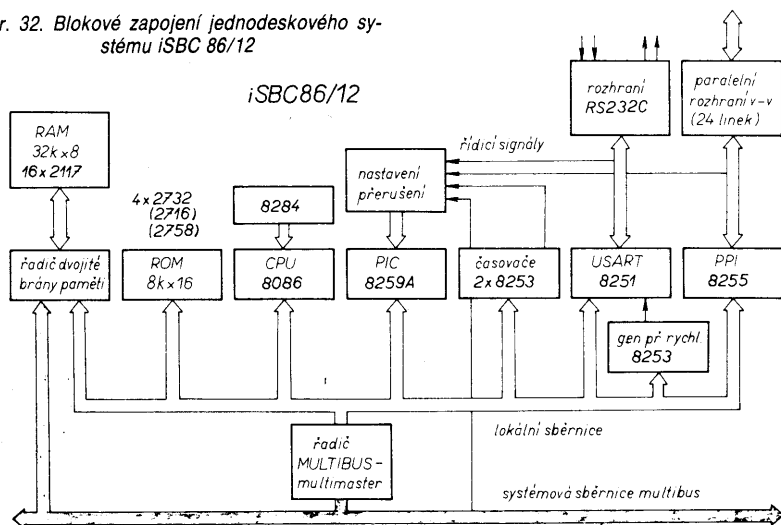 r. 32. Blokové zapojení jednodeskového sy-
stému iSBC 86/12
iSBC86/12
RAM
32k×8
16×2117
4×2732
(2716)
(2758)
8284
nastavení
přerušení
řídicí signály
rozhraní
RS232C
paralelní
rozhraní v-v
(24 linek)
řadič dvojité
brány paměti
ROM
8k×16
CPU
8086
PIC
8259A
časovače
2×8253
USART
8251
PPI
8255
gen př rychl.
8253
řadič
MULTIBUS-
multimaster
lokální sběrnice
systémová sběrnice multibus